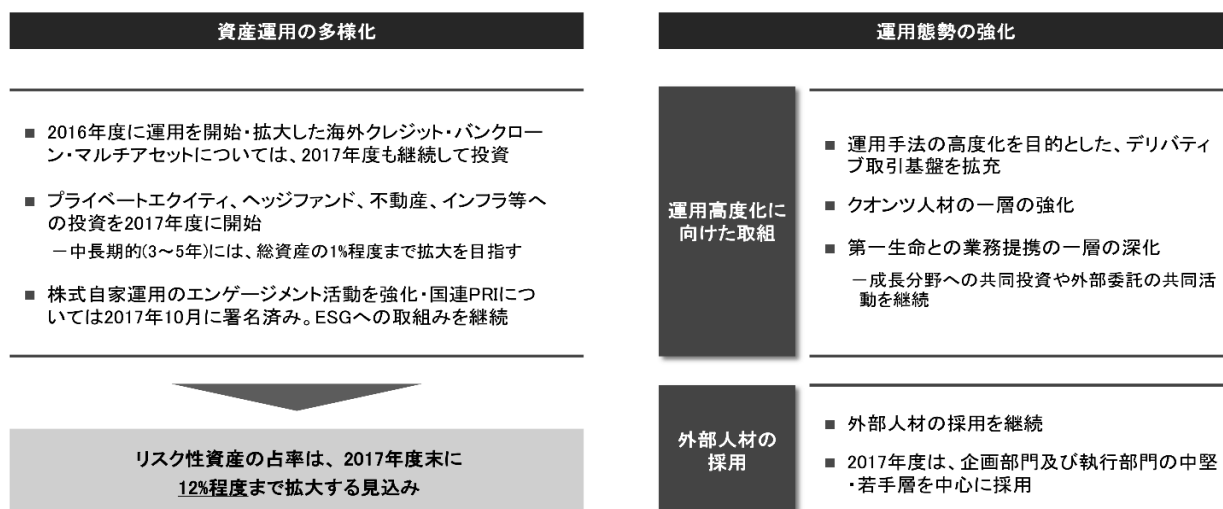 資産運用の多様化
■ 2016年度に運用を開始・拡大した海外クレジット・バンクロー
ン・マルチアセットについては、2017年度も継続して投資
■ プライベートエクイティ、ヘッジファンド、不動産、インフラ等へ
の投資を2017年度に開始
－中長期的(3～5年)には、総資産の1%程度まで拡大を目指す
■ 株式自家運用のエンゲージメント活動を強化・国連PRIにつ
いては2017年10月に署名済み。ESGへの取組みを継続
リスク性資産の占率は、2017年度末に
12%程度まで拡大する見込み
運用態勢の強化
運用高度化に
向けた取組
■ 運用手法の高度化を目的とした、デリバティ
ブ取引基盤を拡充
■ クオンツ人材の一層の強化
■ 第一生命との業務提携の一層の深化
－成長分野への共同投資や外部委託の共同活
動を継続
外部人材の
採用
■ 外部人材の採用を継続
■ 2017年度は、企画部門及び執行部門の中堅
・若手層を中心に採用